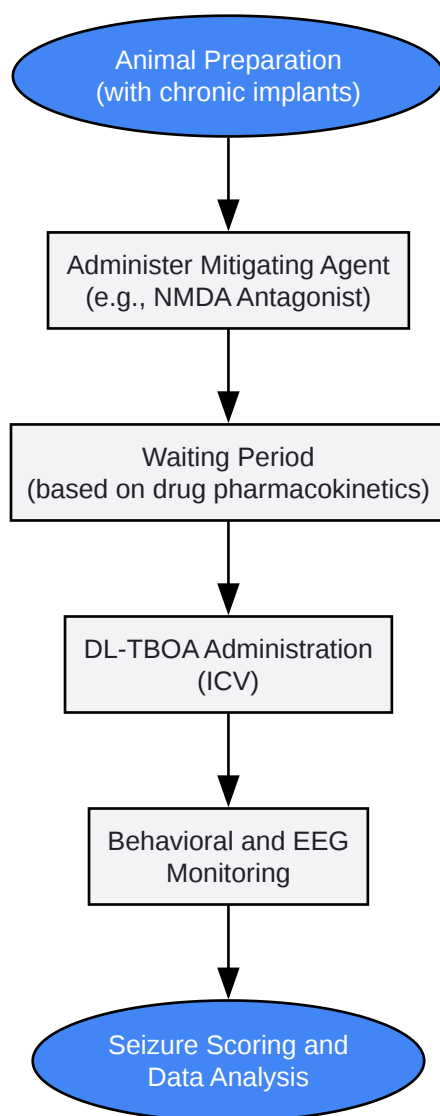 Animal Preparation
(with chronic implants)
Administer Mitigating Agent
(e.g., NMDA Antagonist)
Waiting Period
(based on drug pharmacokinetics)
DL-TBOA Administration
(ICV)
Behavioral and EEG
Monitoring
Seizure Scoring and
Data Analysis